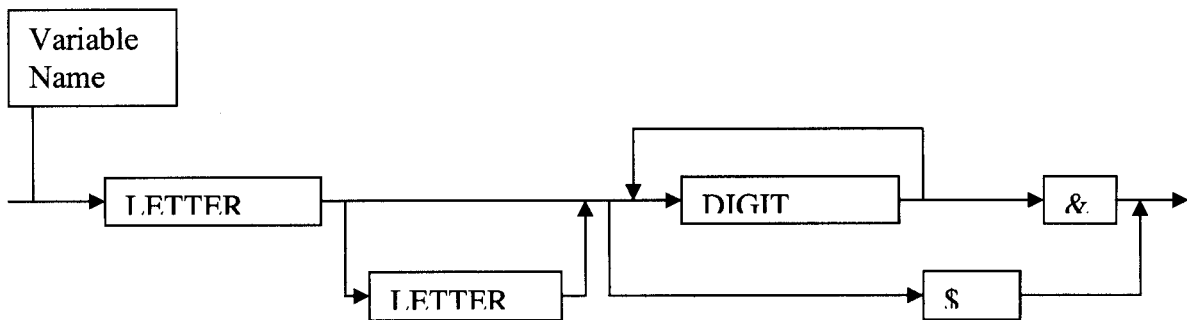 Variable
Name
LETTER
DIGIT
&
LETTER
$